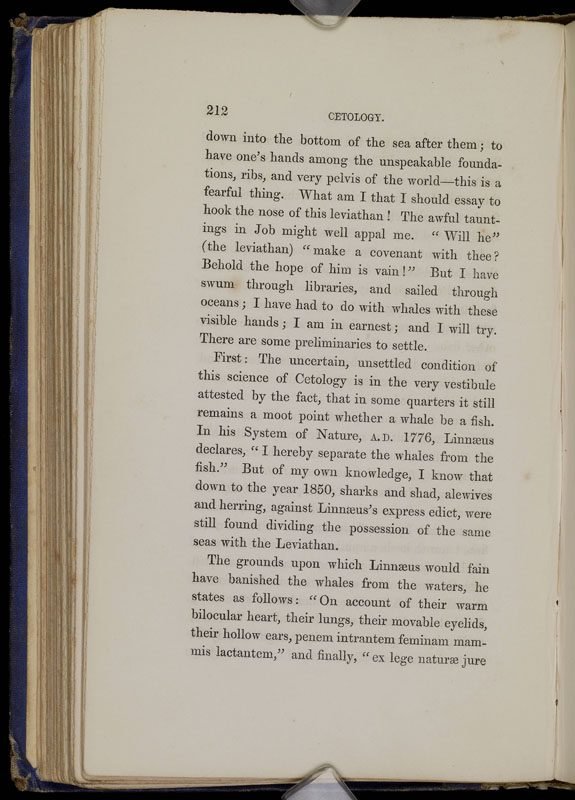 212
CETOLOGY.
down into the bottom of the sea after them; to
have one's hands among the unspeakable founda-
tions, ribs, and very pelvis of the world—this is a
fearful thing. What am I that I should essay to
hook the nose of this leviathan! The awful taunt-
ings in Job might well appal me. "Will he"
(the leviathan) "make a covenant with thee?
Behold the hope of him is vain!" But I have
swum through libraries, and sailed through
oceans; I have had to do with whales with these
visible hands; I am in earnest; and I will try.
There are some preliminaries to settle.
First: The uncertain, unsettled condition of
this science of Cetology is in the very vestibule
attested by the fact, that in some quarters it still
remains a moot point whether a whale be a fish.
In his System of Nature, A.D. 1776, Linnæus
declares, "I hereby separate the whales from the
fish." But of my own knowledge, I know that
down to the year 1850, sharks and shad, alewives
and herring, against Linnæus's express edict, were
still found dividing the possession of the same
seas with the Leviathan.
The grounds upon which Linnæus would fain
have banished the whales from the waters, he
states as follows: "On account of their warm
bilocular heart, their lungs, their movable eyelids,
their hollow ears, penem intrantem feminam mam-
mis lactantem," and finally, "ex lege naturæ jure